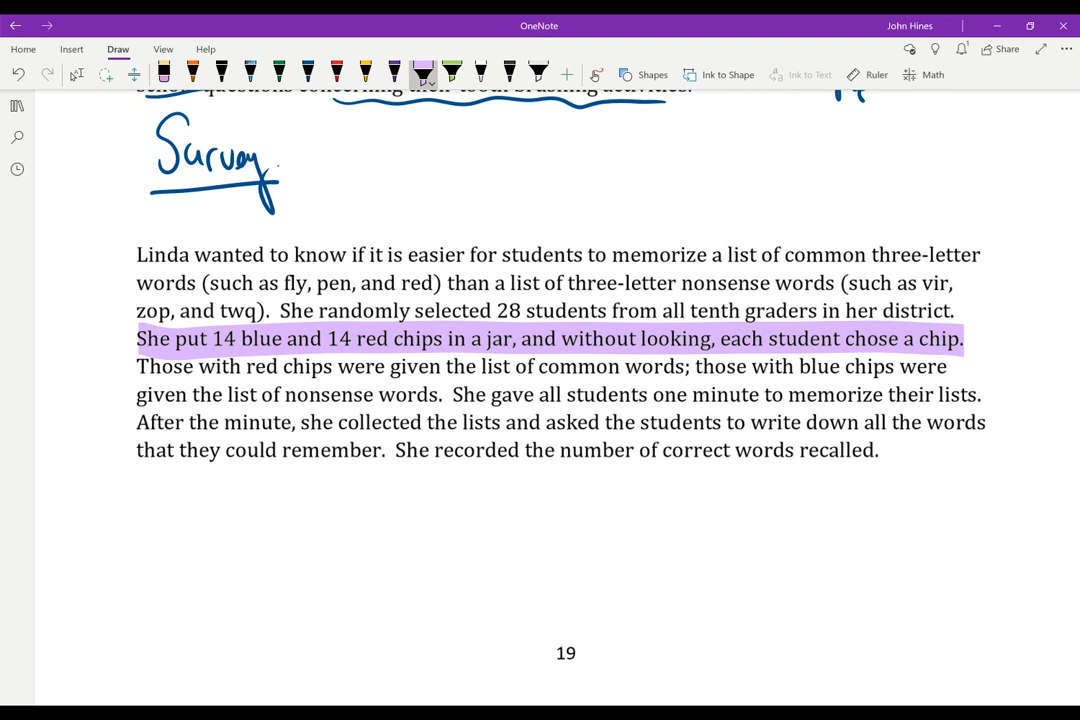 OneNote
John Hines
Home Insert Draw View Help
Share
Shapes Ink to Shape Ink to Text Ruler Math
questions concerning their tooth brushing activities.
Survey
Linda wanted to know if it is easier for students to memorize a list of common three-letter
words (such as fly, pen, and red) than a list of three-letter nonsense words (such as vir,
zop, and twq). She randomly selected 28 students from all tenth graders in her district.
She put 14 blue and 14 red chips in a jar, and without looking, each student chose a chip.
Those with red chips were given the list of common words; those with blue chips were
given the list of nonsense words. She gave all students one minute to memorize their lists.
After the minute, she collected the lists and asked the students to write down all the words
that they could remember. She recorded the number of correct words recalled.
19